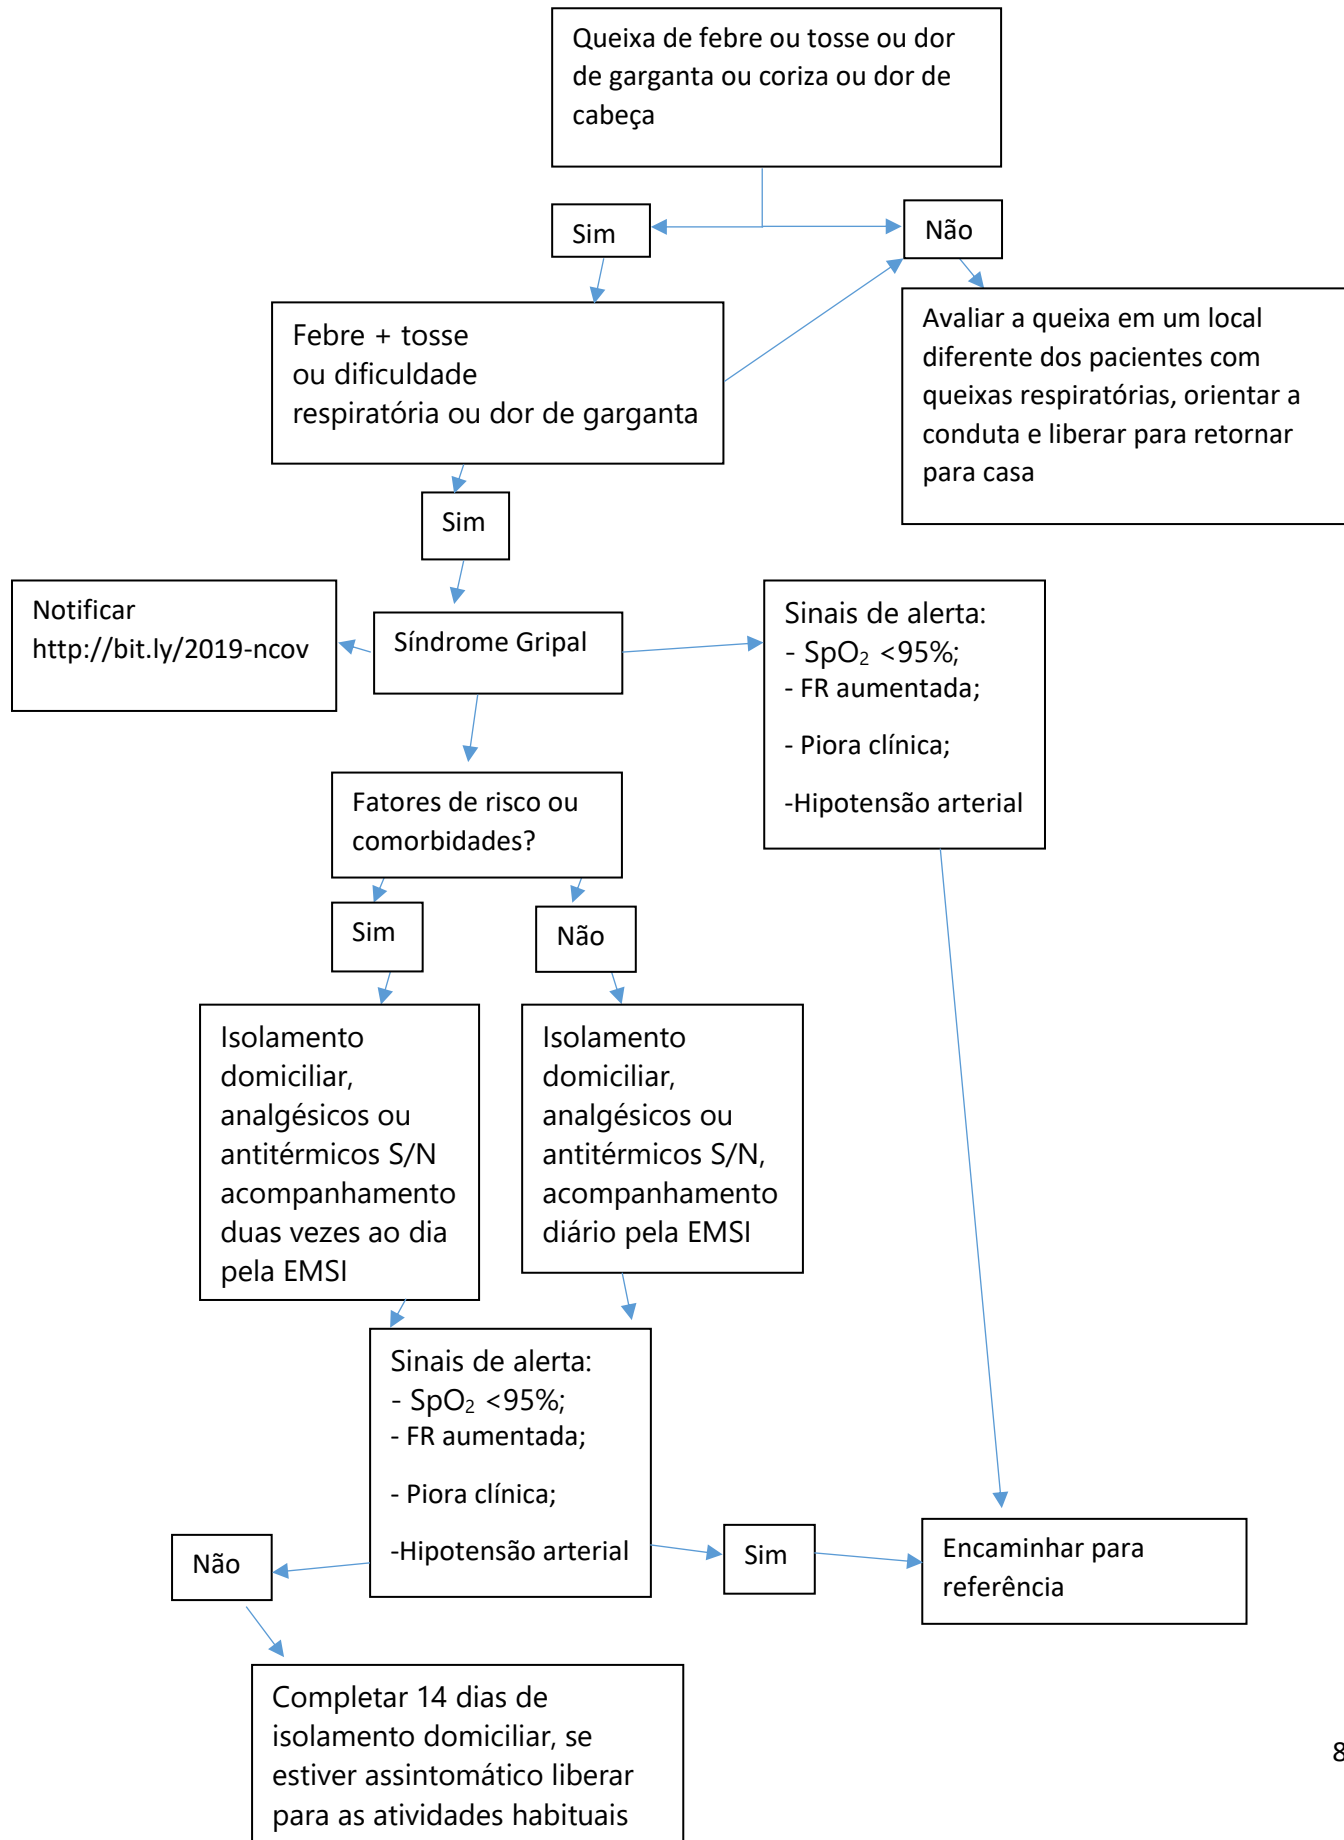 Queixa de febre ou tosse ou dor
de garganta ou coriza ou dor de
cabeça
Sim
Não
Febre + tosse
ou dificuldade
respiratória ou dor de garganta
Avaliar a queixa em um local
diferente dos pacientes com
queixas respiratórias, orientar a
conduta e liberar para retornar
para casa
Sim
Notificar
http://bit.ly/2019-ncov
Síndrome Gripal
Sinais de alerta:
- SpO₂ <95%;
- FR aumentada;
- Piora clínica;
-Hipotensão arterial
Fatores de risco ou
comorbidades?
Sim
Não
Isolamento
domiciliar,
analgésicos ou
antitérmicos S/N
acompanhamento
duas vezes ao dia
pela EMSI
Isolamento
domiciliar,
analgésicos ou
antitérmicos S/N,
acompanhamento
diário pela EMSI
Sinais de alerta:
- SpO₂ <95%;
- FR aumentada;
- Piora clínica;
-Hipotensão arterial
Não
Sim
Encaminhar para
referência
Completar 14 dias de
isolamento domiciliar, se
estiver assintomático liberar
para as atividades habituais
8